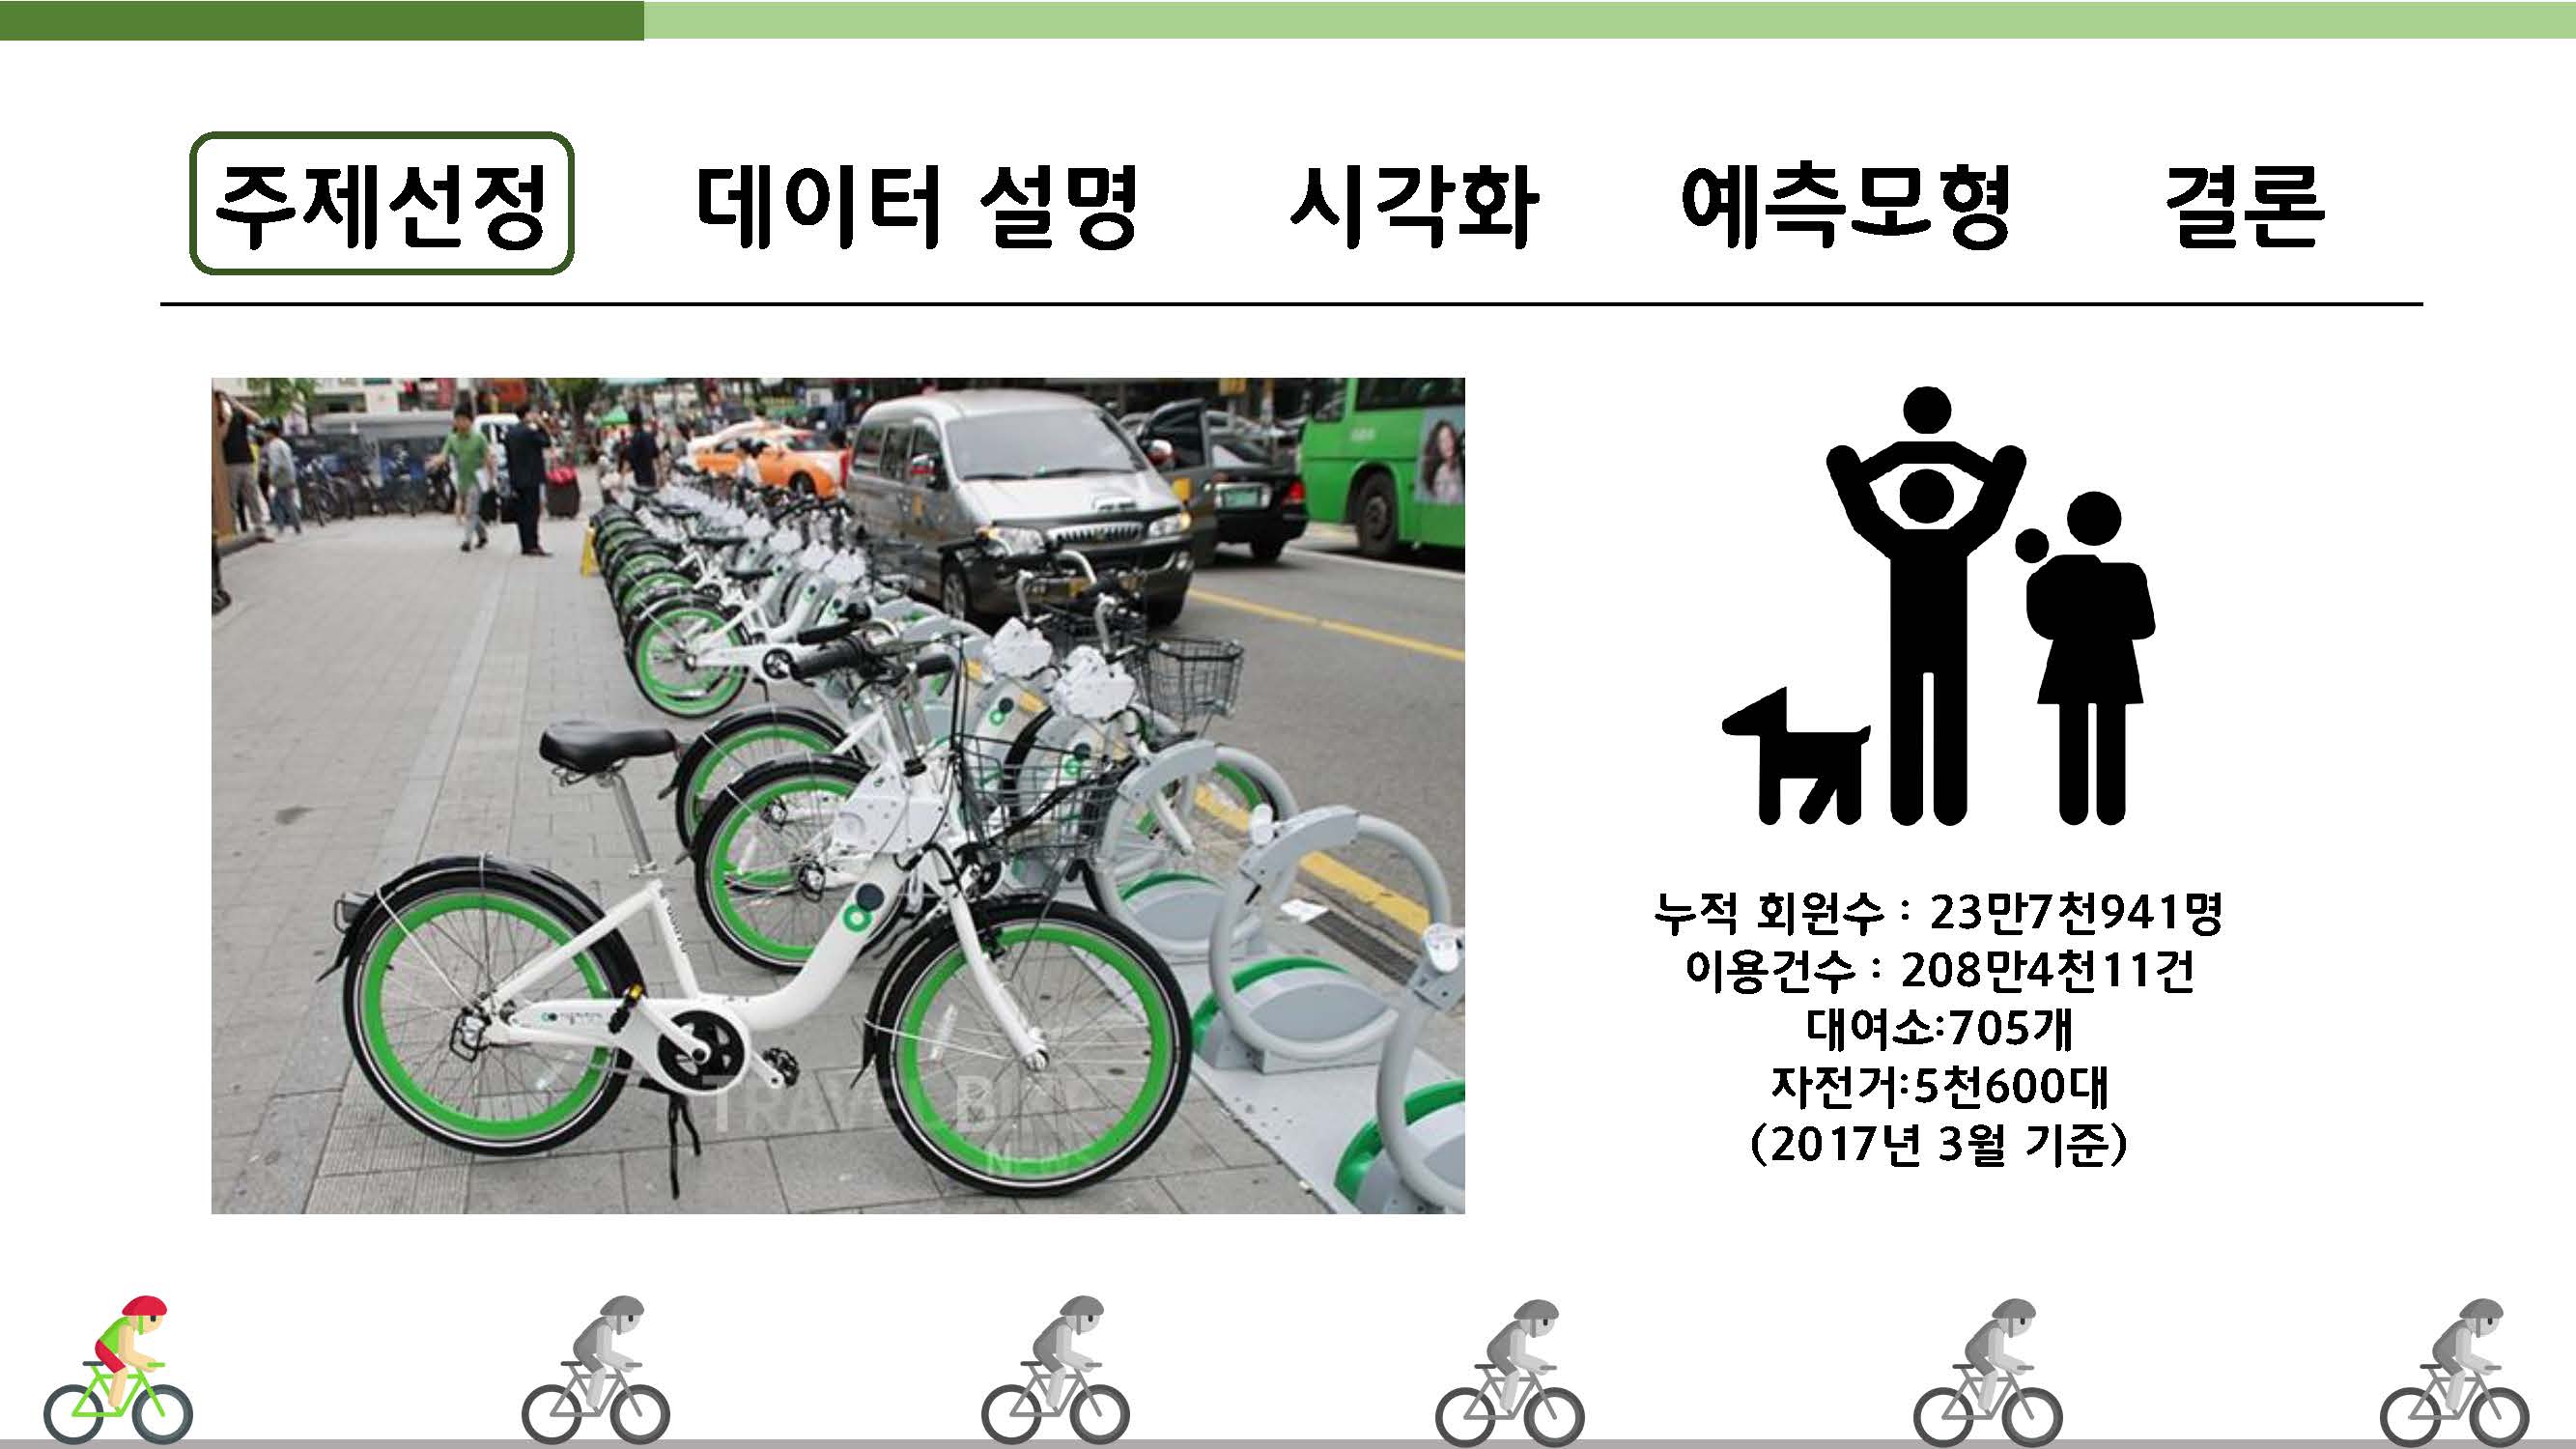 주제선정 데이터 설명 시각화 예측모형 결론
누적 회원수 : 23만7천941명
이용건수 : 208만4천11건
대여소:705개
자전거:5천600대
(2017년 3월 기준)
TRAVEL BIKE
NEWS